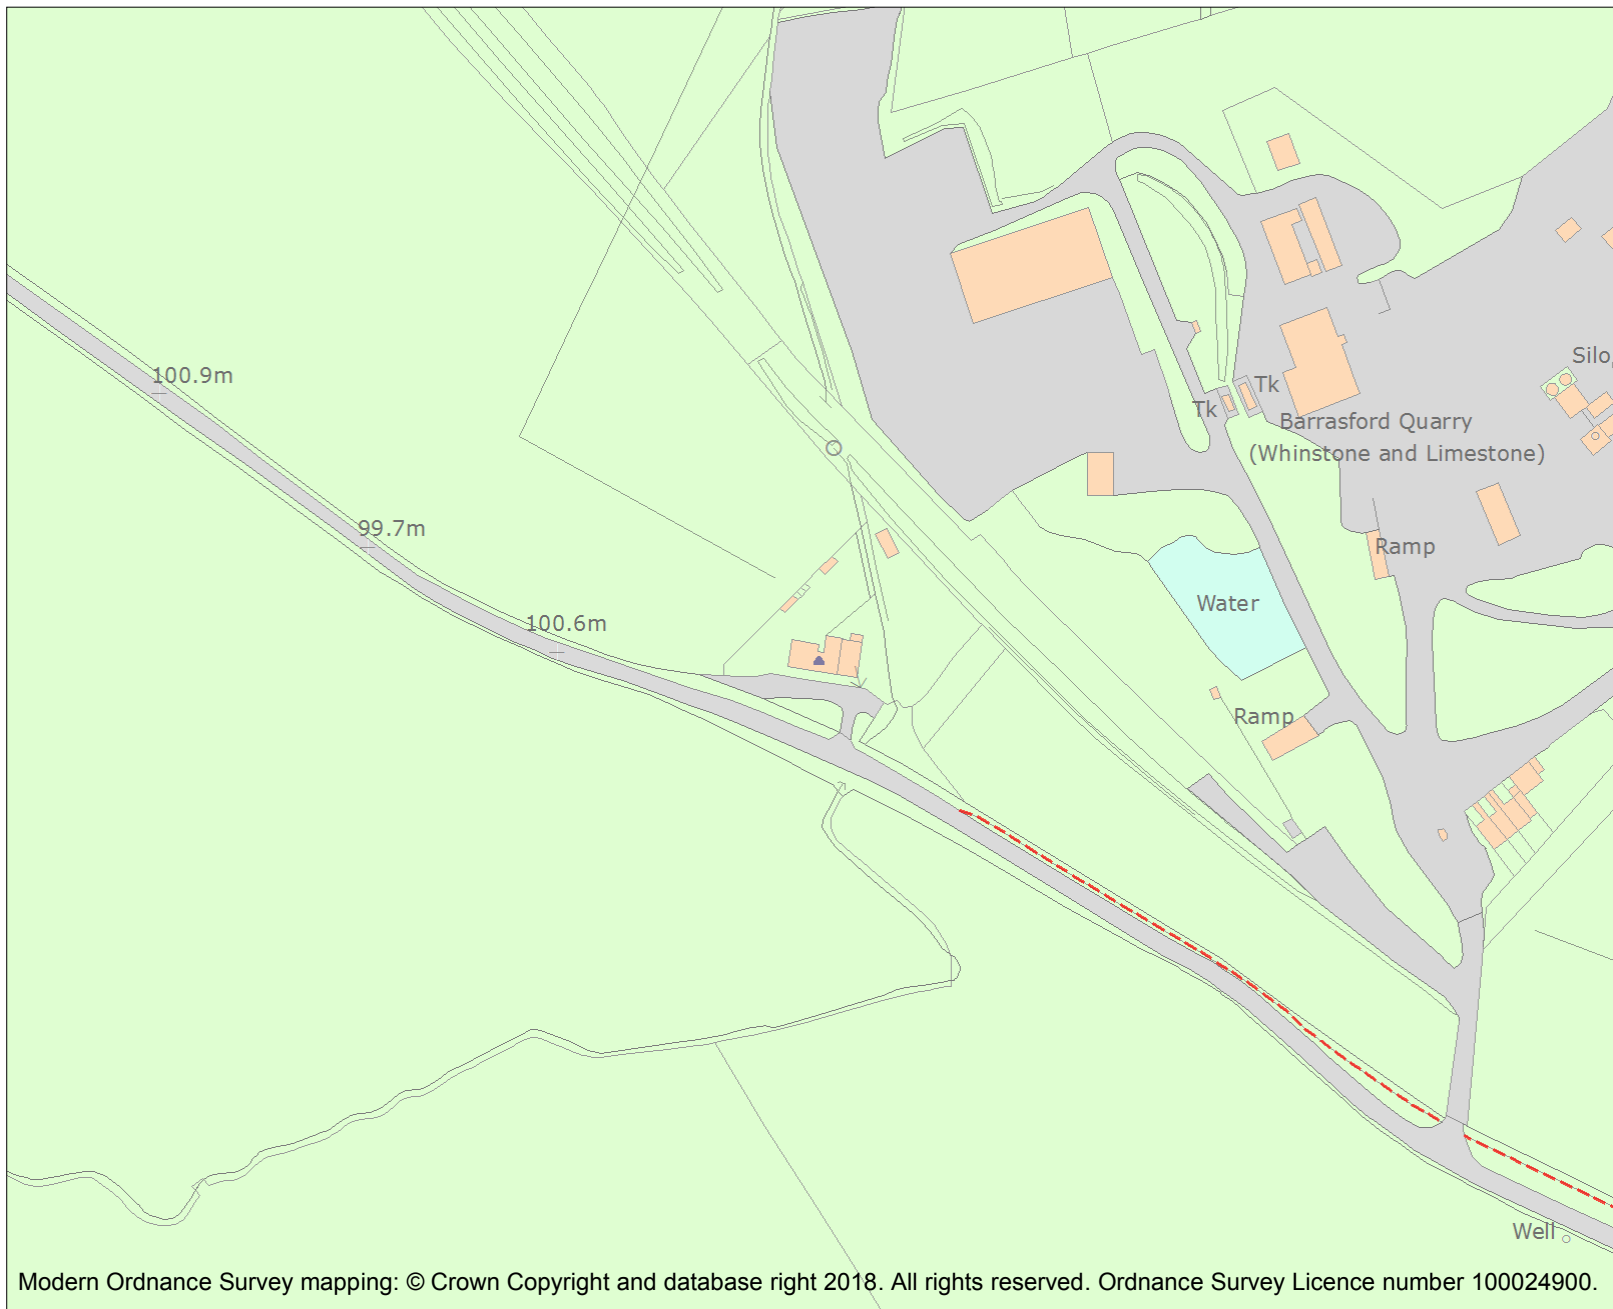 Silo
100.9m
Tk
Tk
Barrasford Quarry
(Whinstone and Limestone)
99.7m
Ramp
Water
100.6m
Ramp
Well
Modern Ordnance Survey mapping: © Crown Copyright and database right 2018. All rights reserved. Ordnance Survey Licence number 100024900.